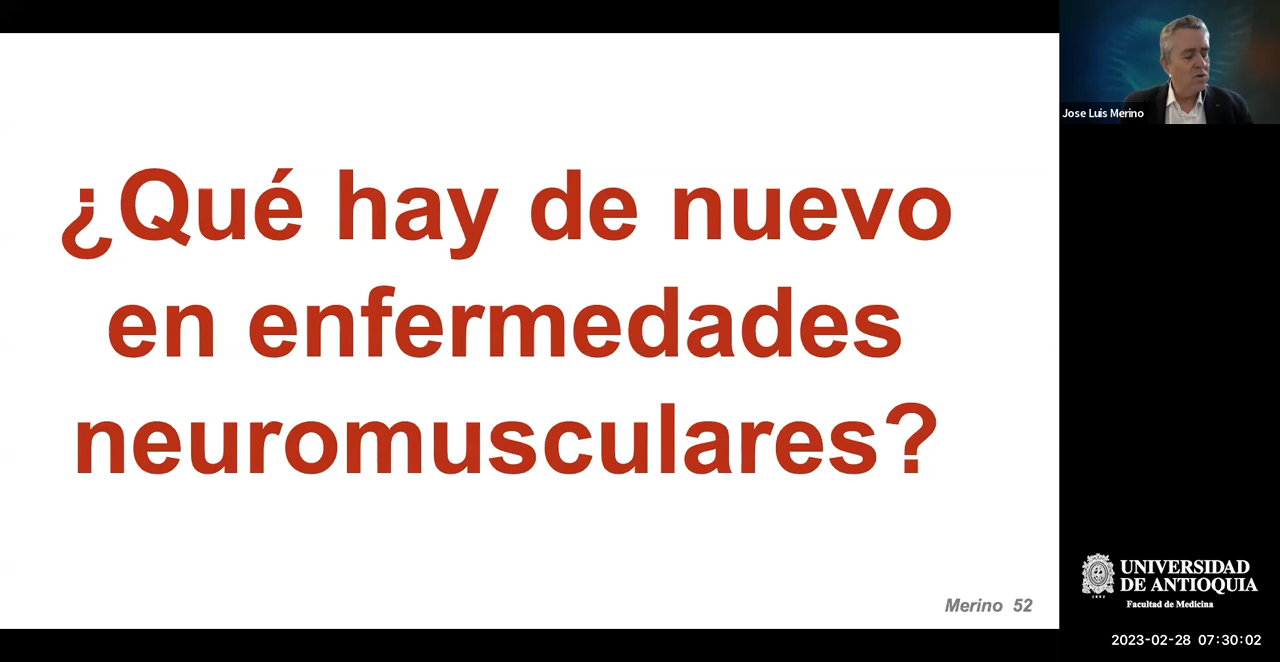 ¿Qué hay de nuevo
en enfermedades
neuromusculares?
Merino 52
Jose Luis Merino
UNIVERSIDAD
DE ANTIOQUIA
1803
Facultad de Medicina
2023-02-28 07:30:02